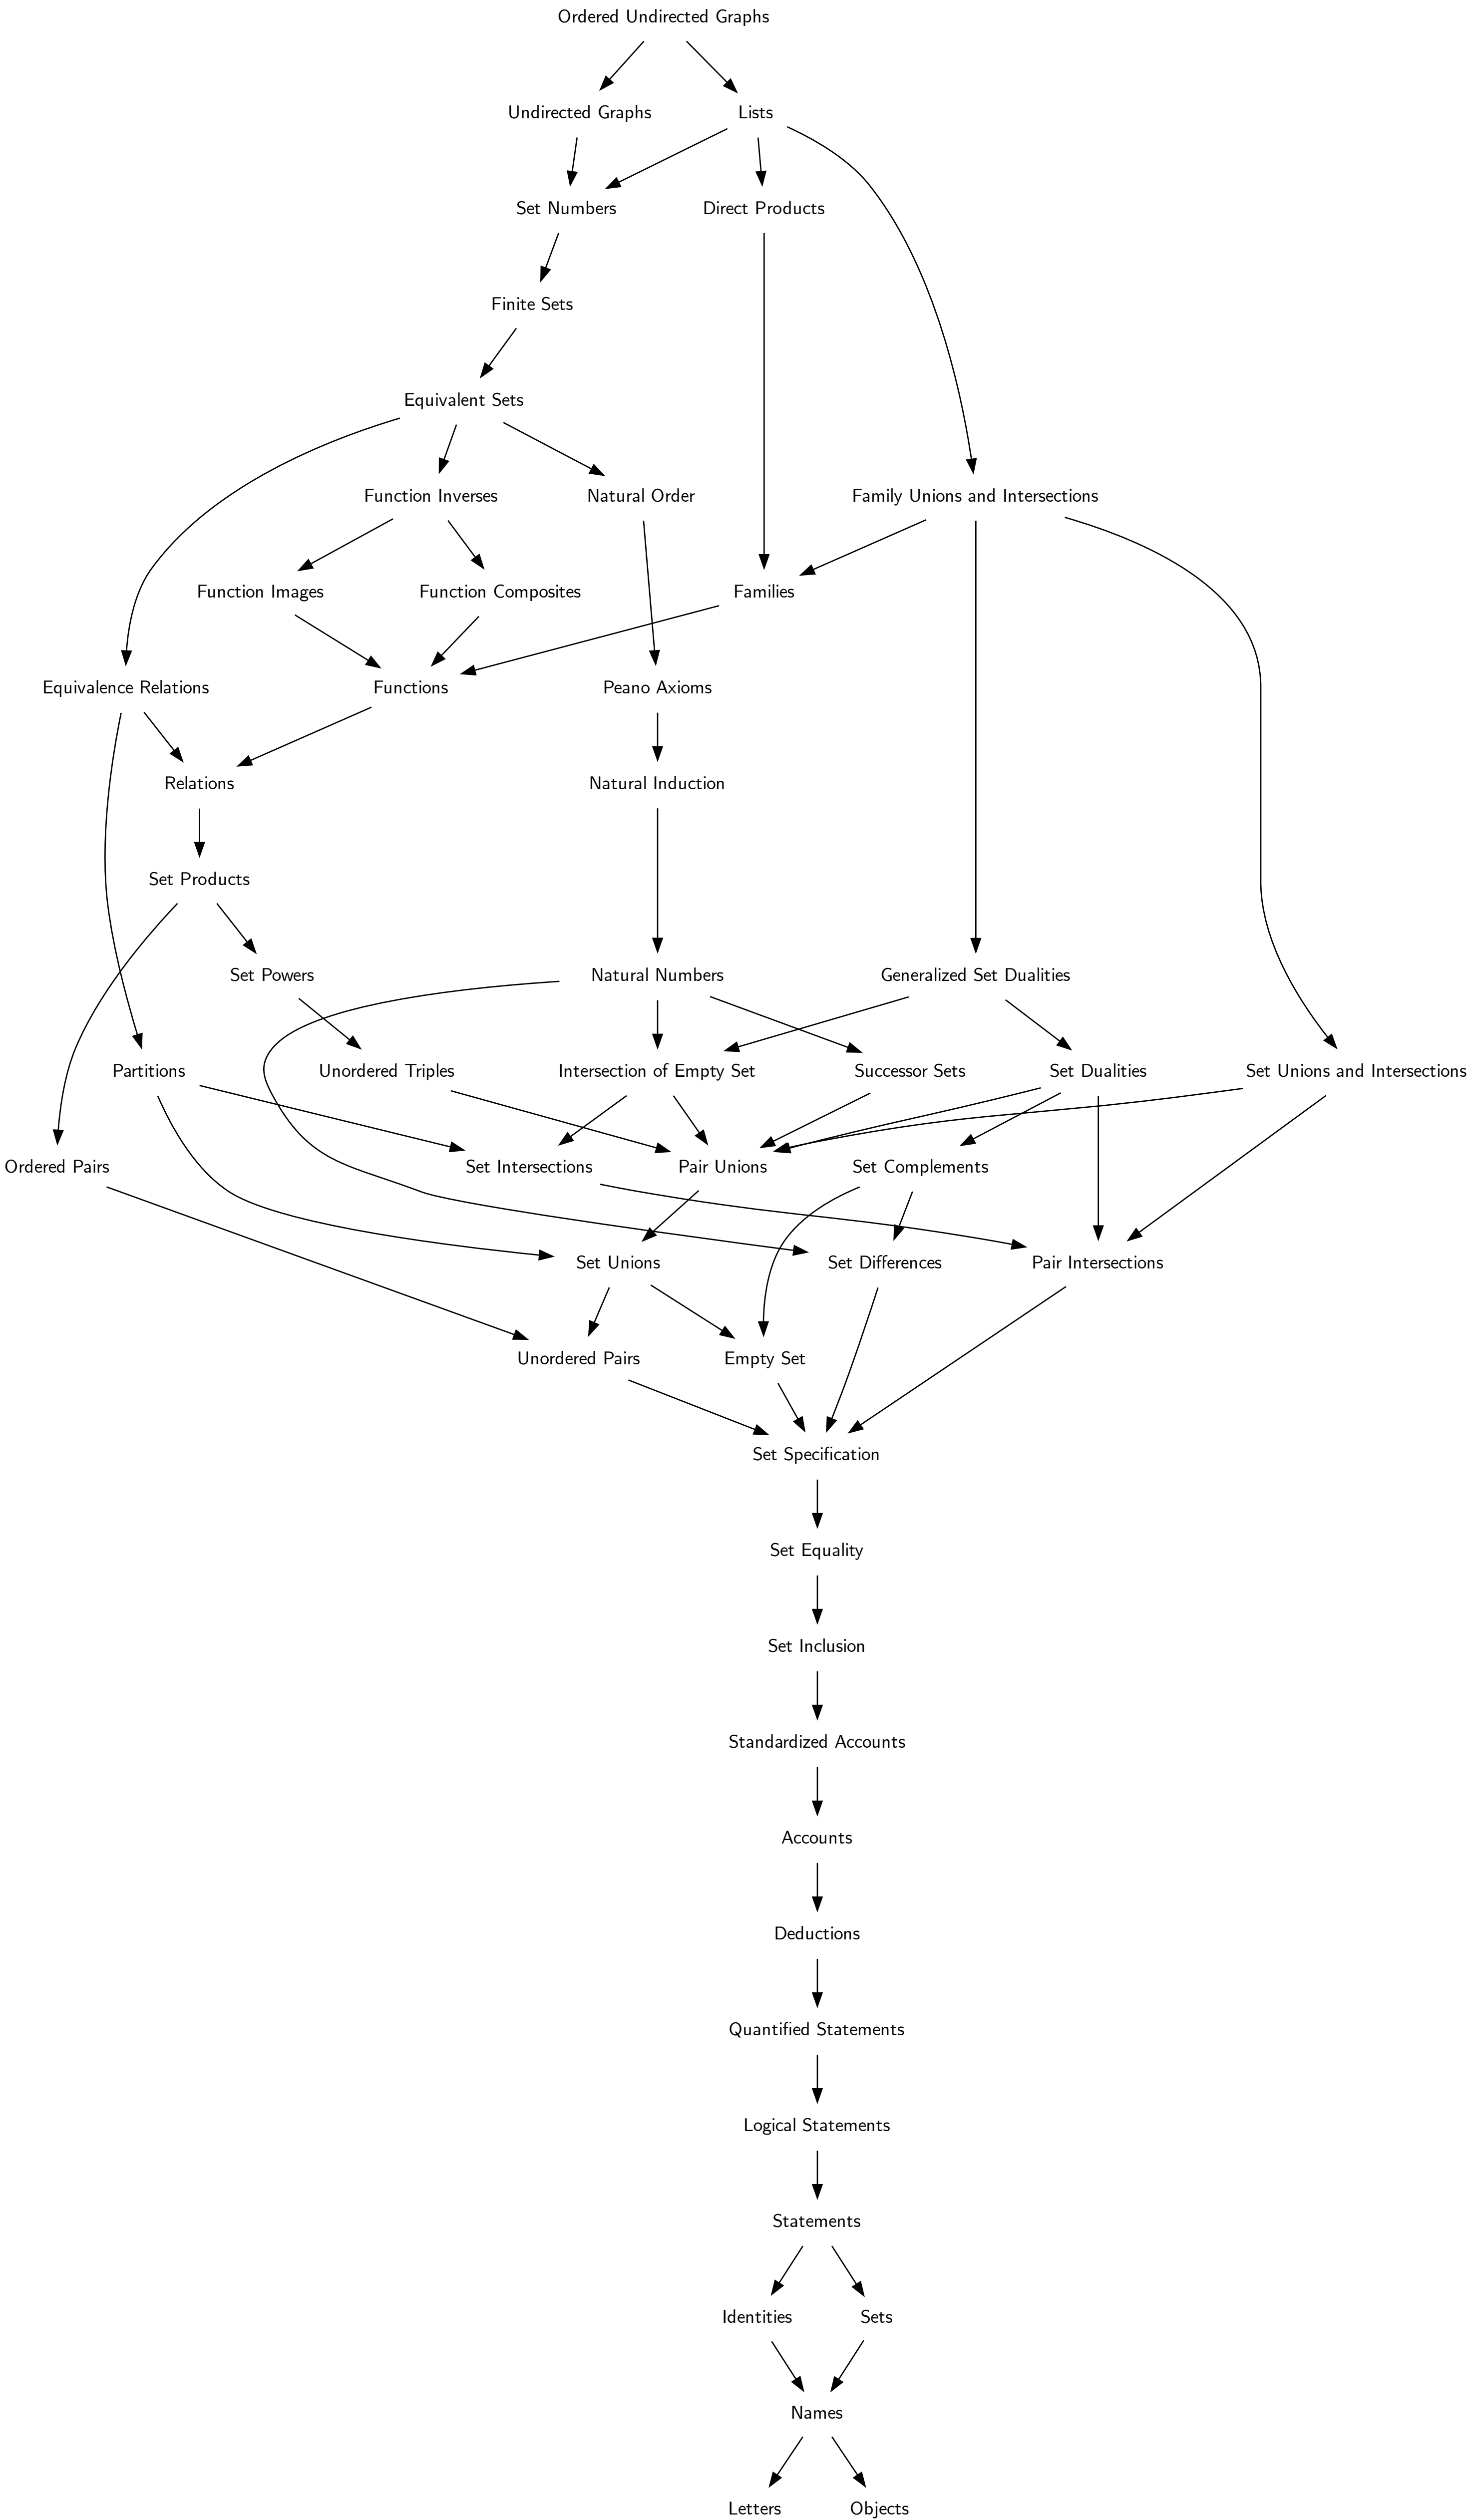 Ordered Undirected Graphs
Undirected Graphs
Lists
Set Numbers
Direct Products
Finite Sets
Equivalent Sets
Function Inverses
Natural Order
Family Unions and Intersections
Function Images
Function Composites
Families
Equivalence Relations
Functions
Peano Axioms
Relations
Natural Induction
Set Products
Set Powers
Natural Numbers
Generalized Set Dualities
Partitions
Unordered Triples
Intersection of Empty Set
Successor Sets
Set Dualities
Set Unions and Intersections
Ordered Pairs
Set Intersections
Pair Unions
Set Complements
Set Unions
Set Differences
Pair Intersections
Unordered Pairs
Empty Set
Set Specification
Set Equality
Set Inclusion
Standardized Accounts
Accounts
Deductions
Quantified Statements
Logical Statements
Statements
Identities
Sets
Names
Letters
Objects